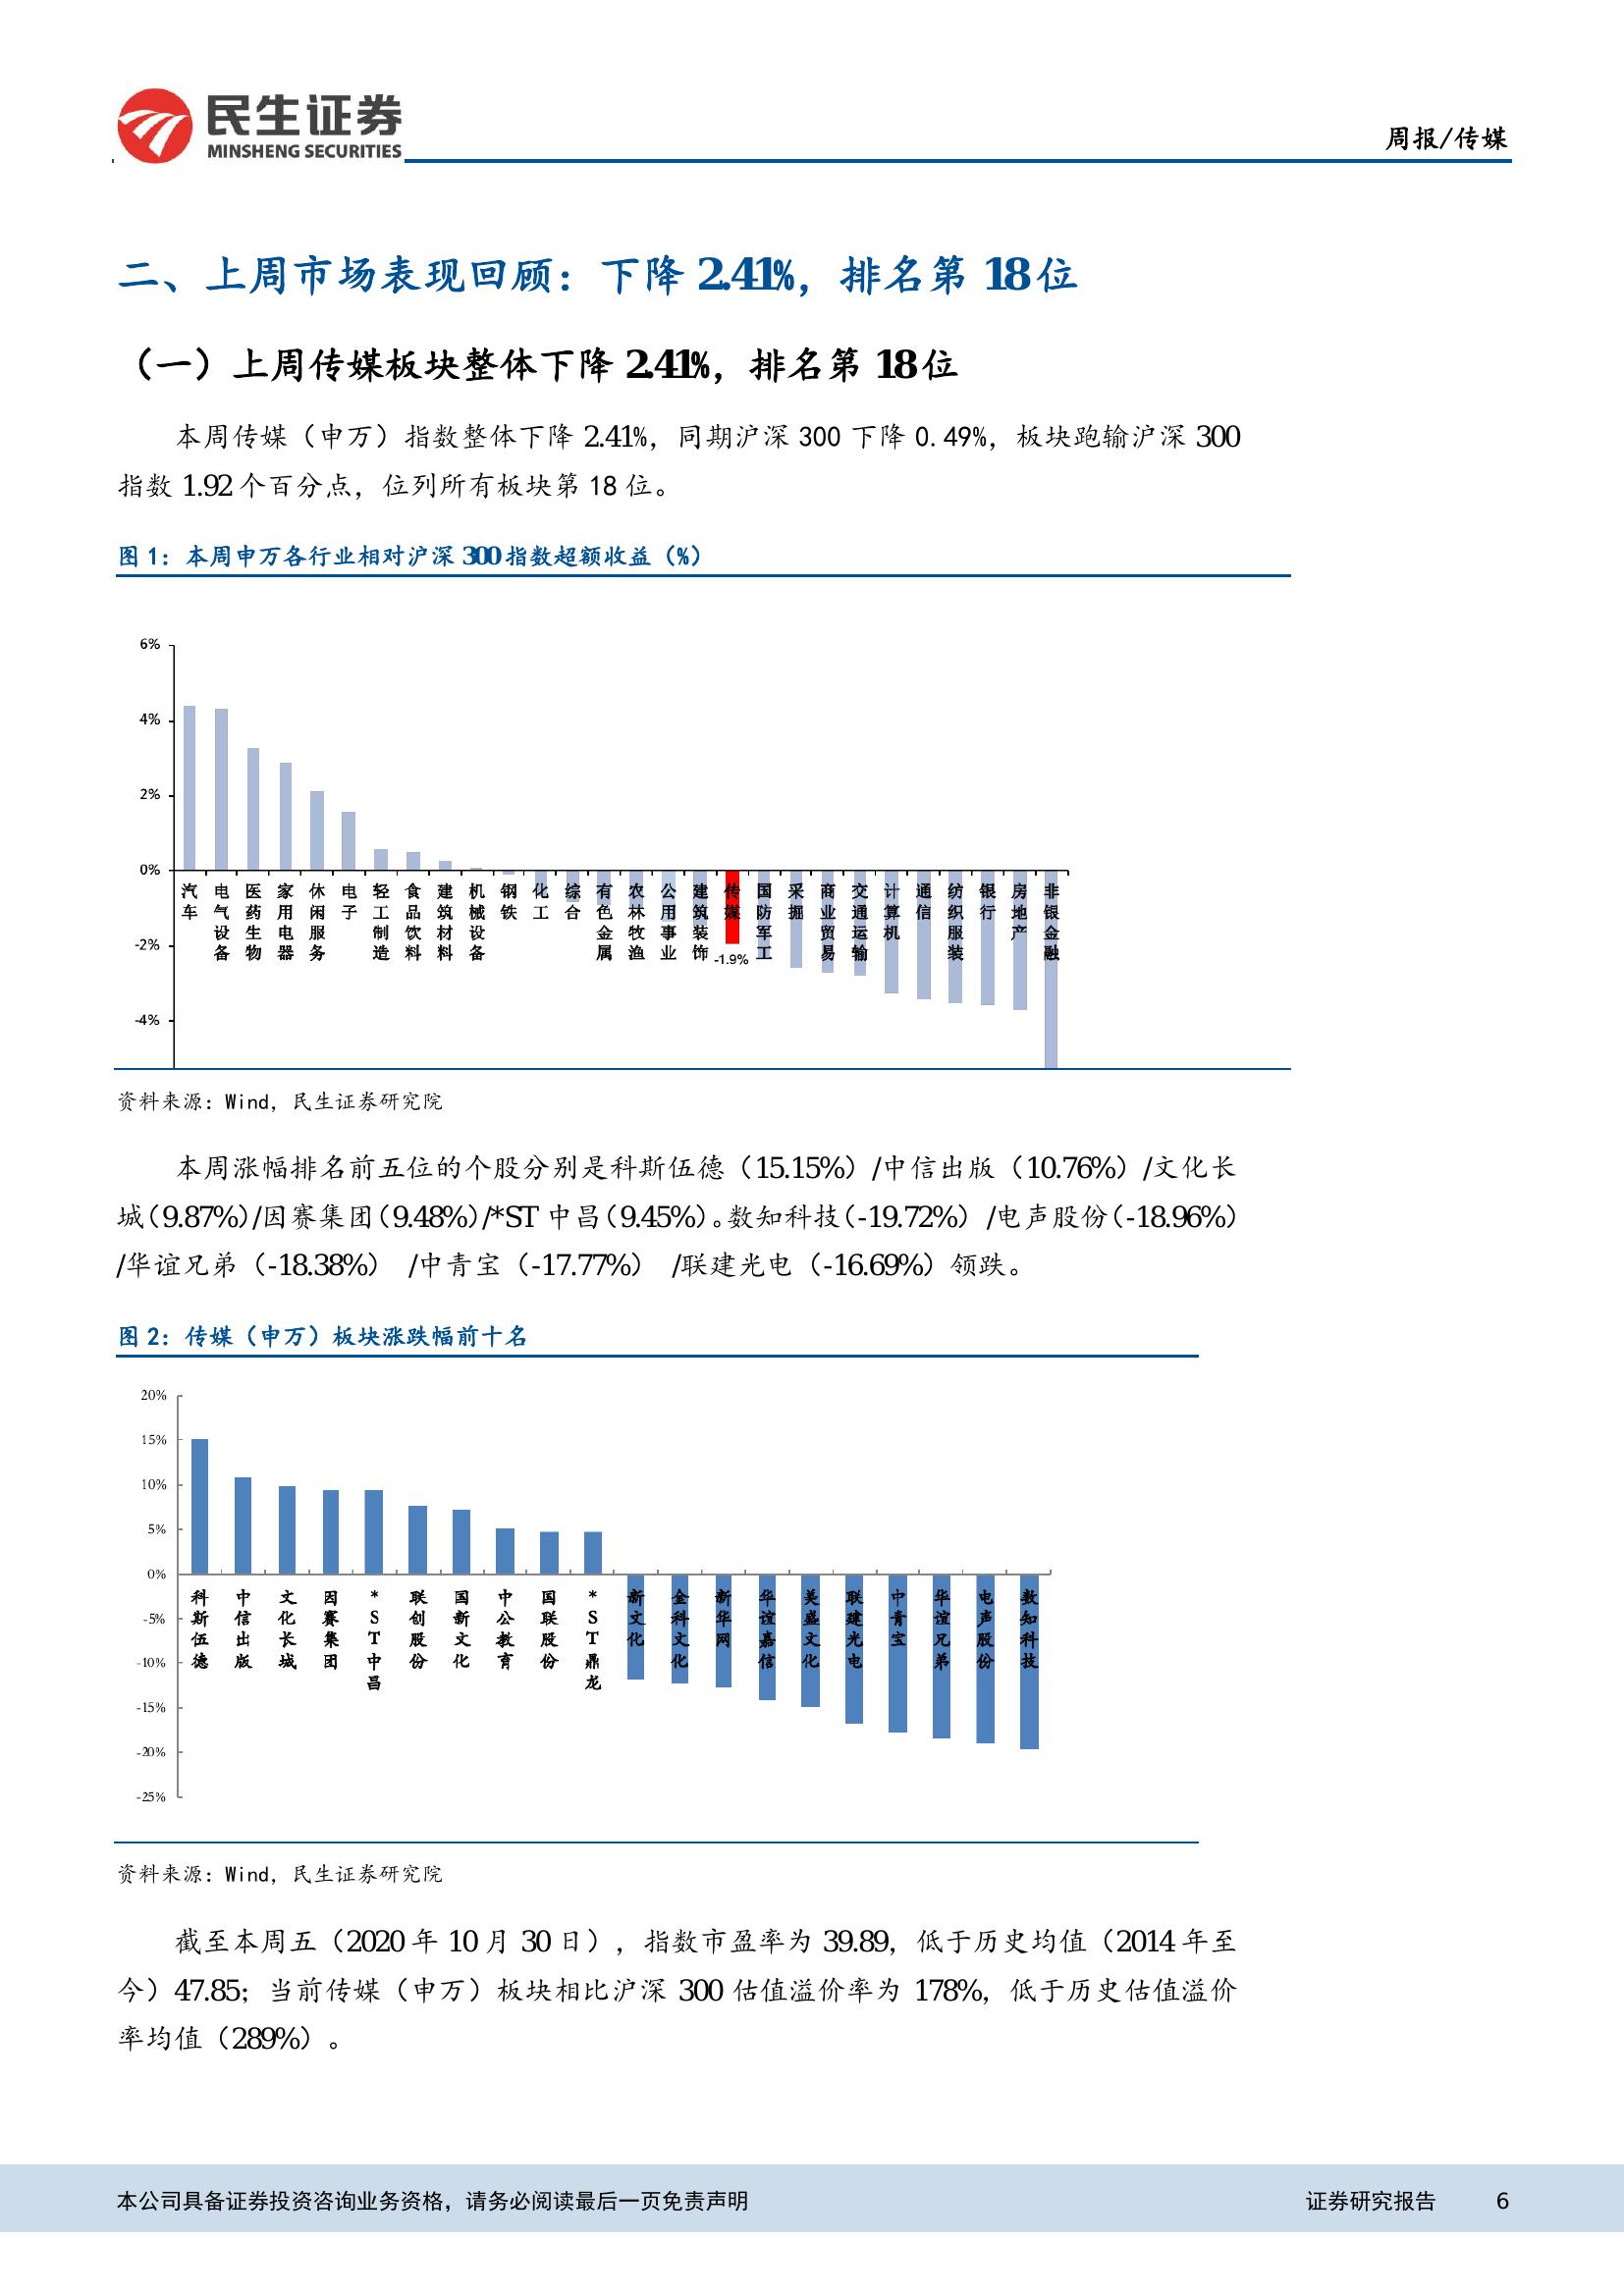 民生证券
MINSHENG SECURITIES
周报/传媒
二、上周市场表现回顾：下降 2.41%，排名第 18 位
（一）上周传媒板块整体下降 2.41%，排名第 18 位
本周传媒（申万）指数整体下降 2.41%，同期沪深 300 下降 0.49%，板块跑输沪深 300
指数 1.92 个百分点，位列所有板块第 18 位。
图 1：本周申万各行业相对沪深 300 指数超额收益（%）
6%
4%
2%
0%
-2%
-4%
汽车
电气设备
医药生物
家用电器
休闲服务
电子
轻工制造
食品饮料
建筑材料
机械设备
钢铁
化工
综合
有色金属
农林牧渔
公用事业
建筑装饰
传媒
-1.9%
国防军工
采掘
商业贸易
交通运输
计算机
通信
纺织服装
银行
房地产
非银金融
资料来源：Wind，民生证券研究院
本周涨幅排名前五位的个股分别是科斯伍德（15.15%）/中信出版（10.76%）/文化长
城（9.87%）/因赛集团（9.48%）/*ST 中昌（9.45%）。数知科技（-19.72%） /电声股份（-18.96%）
/华谊兄弟（-18.38%） /中青宝（-17.77%） /联建光电（-16.69%）领跌。
图 2：传媒（申万）板块涨跌幅前十名
20%
15%
10%
5%
0%
-5%
-10%
-15%
-20%
-25%
科斯伍德
中信出版
文化长城
因赛集团
*ST中昌
联创股份
国新文化
中公教育
国联股份
*ST鼎龙
新文化
金科文化
新华网
华谊嘉信
美盛文化
联建光电
中青宝
华谊兄弟
电声股份
数知科技
资料来源：Wind，民生证券研究院
截至本周五（2020 年 10 月 30 日），指数市盈率为 39.89，低于历史均值（2014 年至
今）47.85；当前传媒（申万）板块相比沪深 300 估值溢价率为 178%，低于历史估值溢价
率均值（289%）。
本公司具备证券投资咨询业务资格，请务必阅读最后一页免责声明
证券研究报告 6